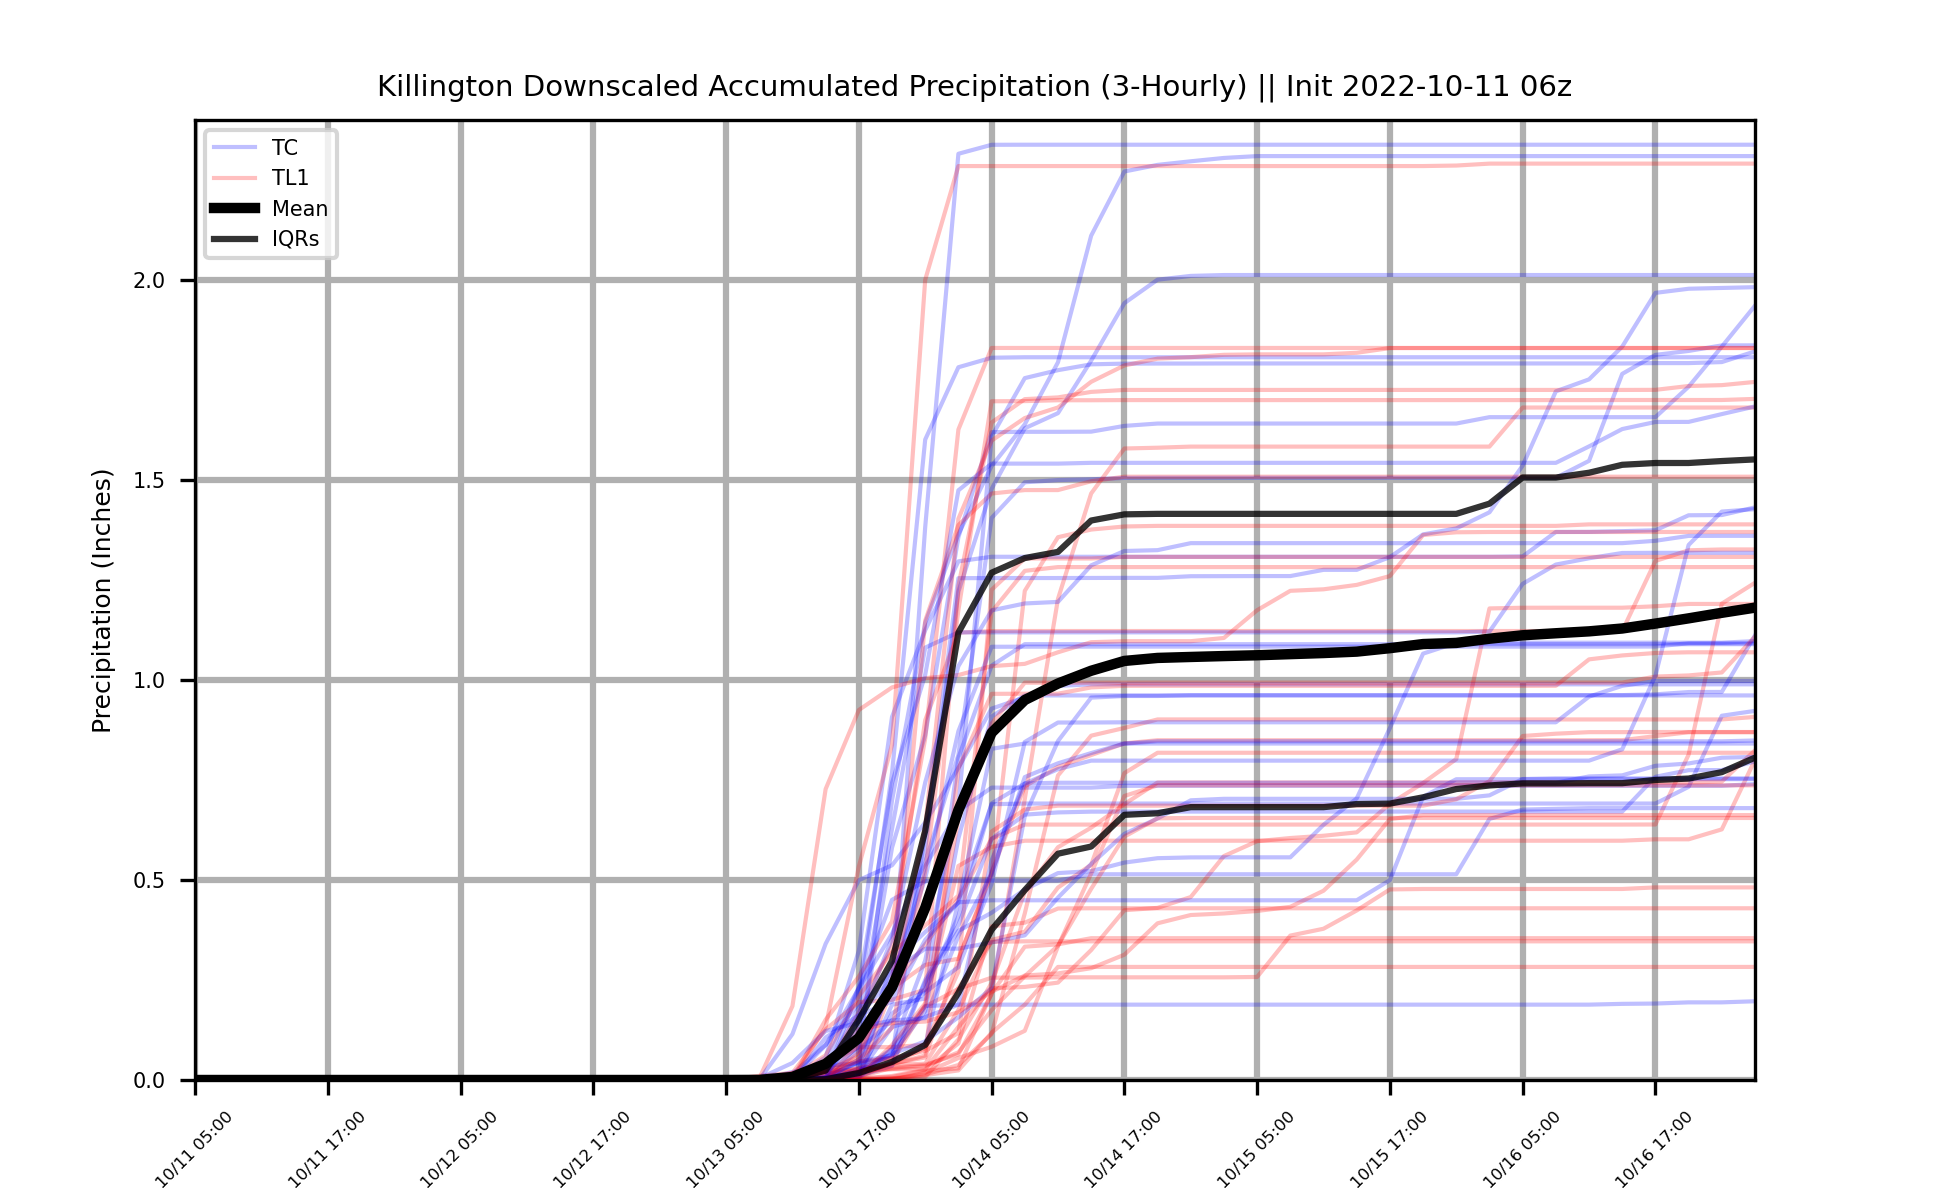 Killington Downscaled Accumulated Precipitation (3-Hourly) || Init 2022-10-11 06z
TC
TL1
Mean
IQRs
Precipitation (Inches)
2.0
1.5
1.0
0.5
0.0
10/11 05:00
10/11 17:00
10/12 05:00
10/12 17:00
10/13 05:00
10/13 17:00
10/14 05:00
10/14 17:00
10/15 05:00
10/15 17:00
10/16 05:00
10/16 17:00